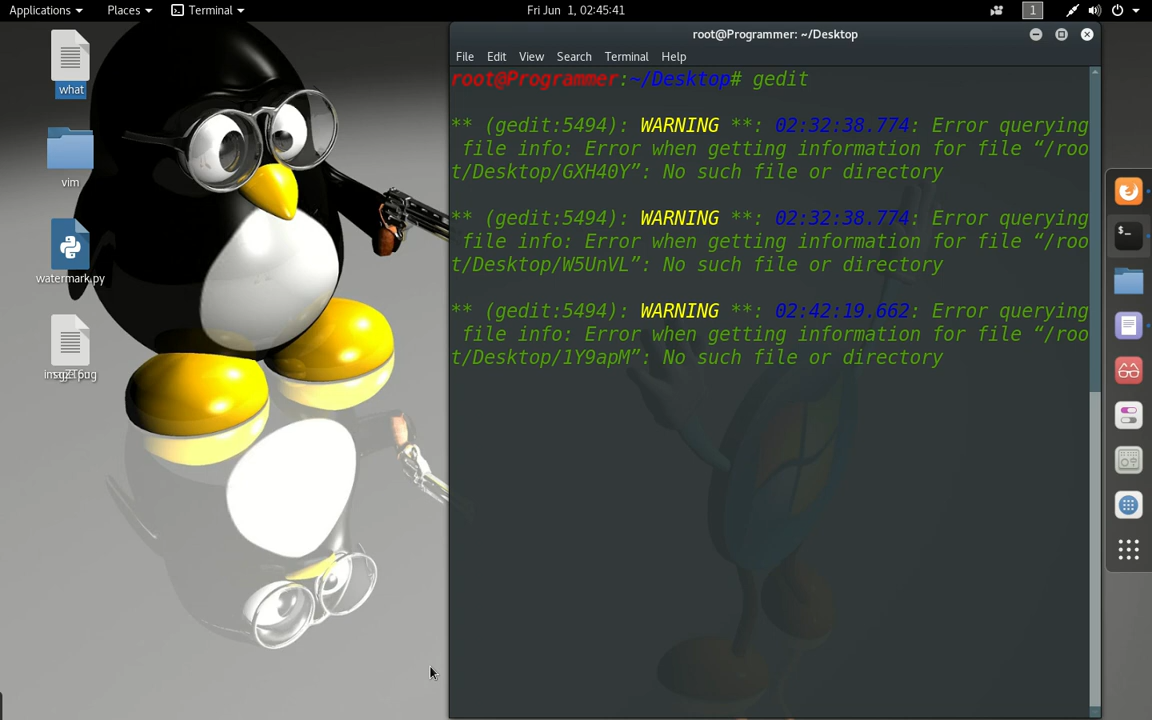 Applications
Places
Terminal
Fri Jun 1, 02:45:41
1
what
vim
watermark.py
root@Programmer: ~/Desktop
File Edit View Search Terminal Help
root@Programmer:~/Desktop# gedit
** (gedit:5494): WARNING **: 02:32:38.774: Error querying
file info: Error when getting information for file “/roo
t/Desktop/GXH40Y”: No such file or directory
** (gedit:5494): WARNING **: 02:32:38.774: Error querying
file info: Error when getting information for file “/roo
t/Desktop/W5UnVL”: No such file or directory
** (gedit:5494): WARNING **: 02:42:19.662: Error querying
file info: Error when getting information for file “/roo
t/Desktop/1Y9apM”: No such file or directory
$_